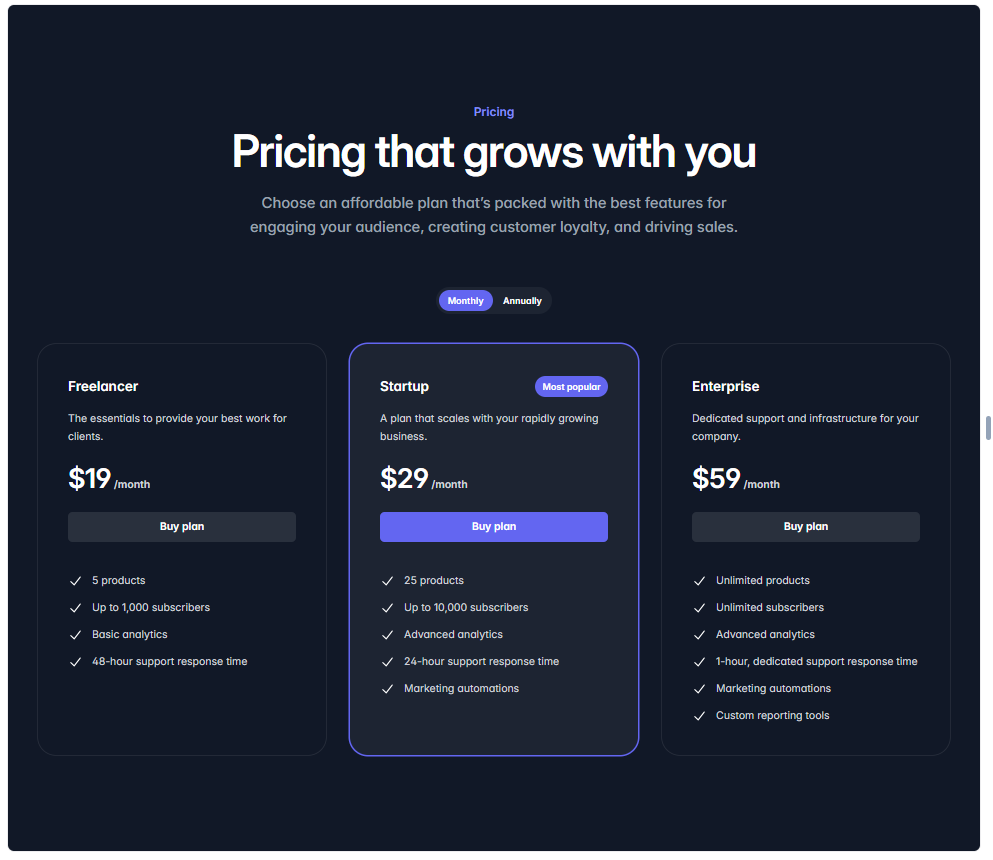 Pricing
Pricing that grows with you
Choose an affordable plan that’s packed with the best features for
engaging your audience, creating customer loyalty, and driving sales.
Monthly Annually
Freelancer
The essentials to provide your best work for
clients.
$19 /month
Buy plan
5 products
Up to 1,000 subscribers
Basic analytics
48-hour support response time
Startup
Most popular
A plan that scales with your rapidly growing
business.
$29 /month
Buy plan
25 products
Up to 10,000 subscribers
Advanced analytics
24-hour support response time
Marketing automations
Enterprise
Dedicated support and infrastructure for your
company.
$59 /month
Buy plan
Unlimited products
Unlimited subscribers
Advanced analytics
1-hour, dedicated support response time
Marketing automations
Custom reporting tools